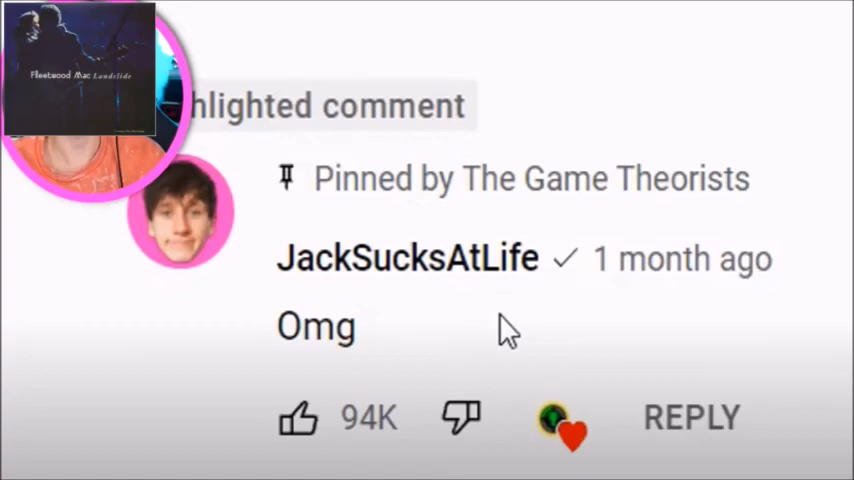 Fleetwood Mac Landslide
hlighted comment
Pinned by The Game Theorists
JackSucksAtLife 1 month ago
Omg
94K
REPLY